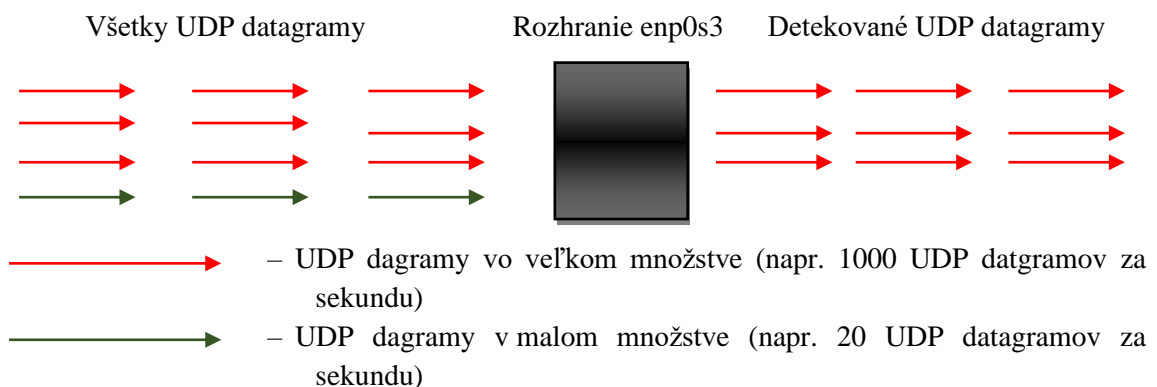 Všetky UDP datagramy Rozhranie enp0s3 Detekované UDP datagramy
– UDP dagramy vo veľkom množstve (napr. 1000 UDP datgramov za
sekundu)
– UDP dagramy v malom množstve (napr. 20 UDP datagramov za
sekundu)